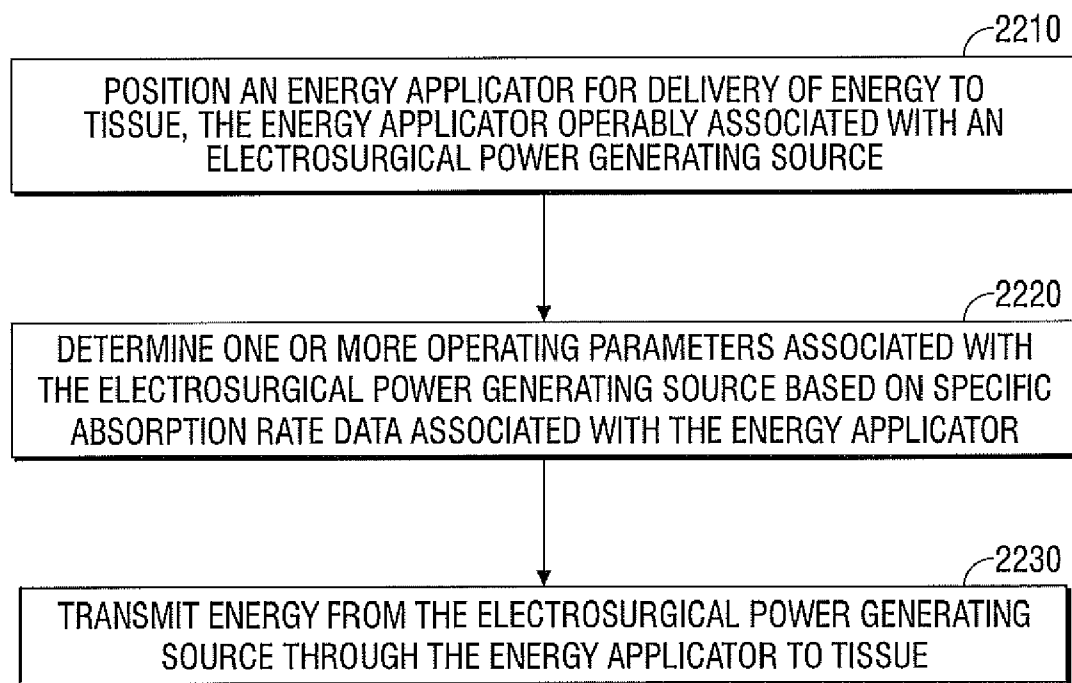 2210
POSITION AN ENERGY APPLICATOR FOR DELIVERY OF ENERGY TO
TISSUE, THE ENERGY APPLICATOR OPERABLY ASSOCIATED WITH AN
ELECTROSURGICAL POWER GENERATING SOURCE
2220
DETERMINE ONE OR MORE OPERATING PARAMETERS ASSOCIATED WITH
THE ELECTROSURGICAL POWER GENERATING SOURCE BASED ON SPECIFIC
ABSORPTION RATE DATA ASSOCIATED WITH THE ENERGY APPLICATOR
2230
TRANSMIT ENERGY FROM THE ELECTROSURGICAL POWER GENERATING
SOURCE THROUGH THE ENERGY APPLICATOR TO TISSUE